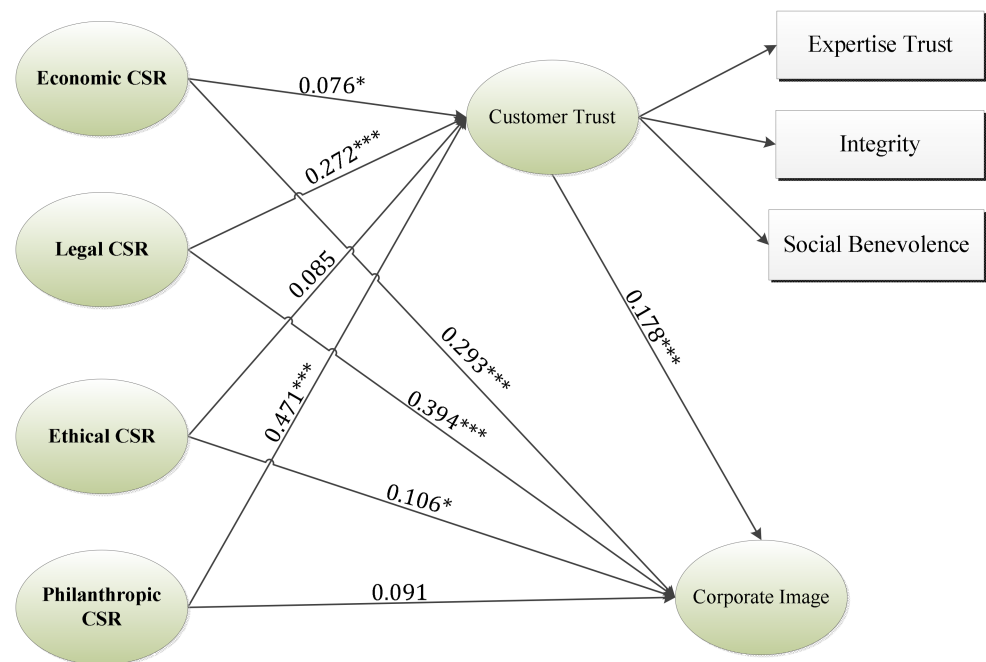 Economic CSR
Legal CSR
Ethical CSR
Philanthropic
CSR
0.076*
0.272***
0.085
0.471***
0.293***
0.394***
0.106*
0.091
Customer Trust
0.178***
Corporate Image
Expertise Trust
Integrity
Social Benevolence